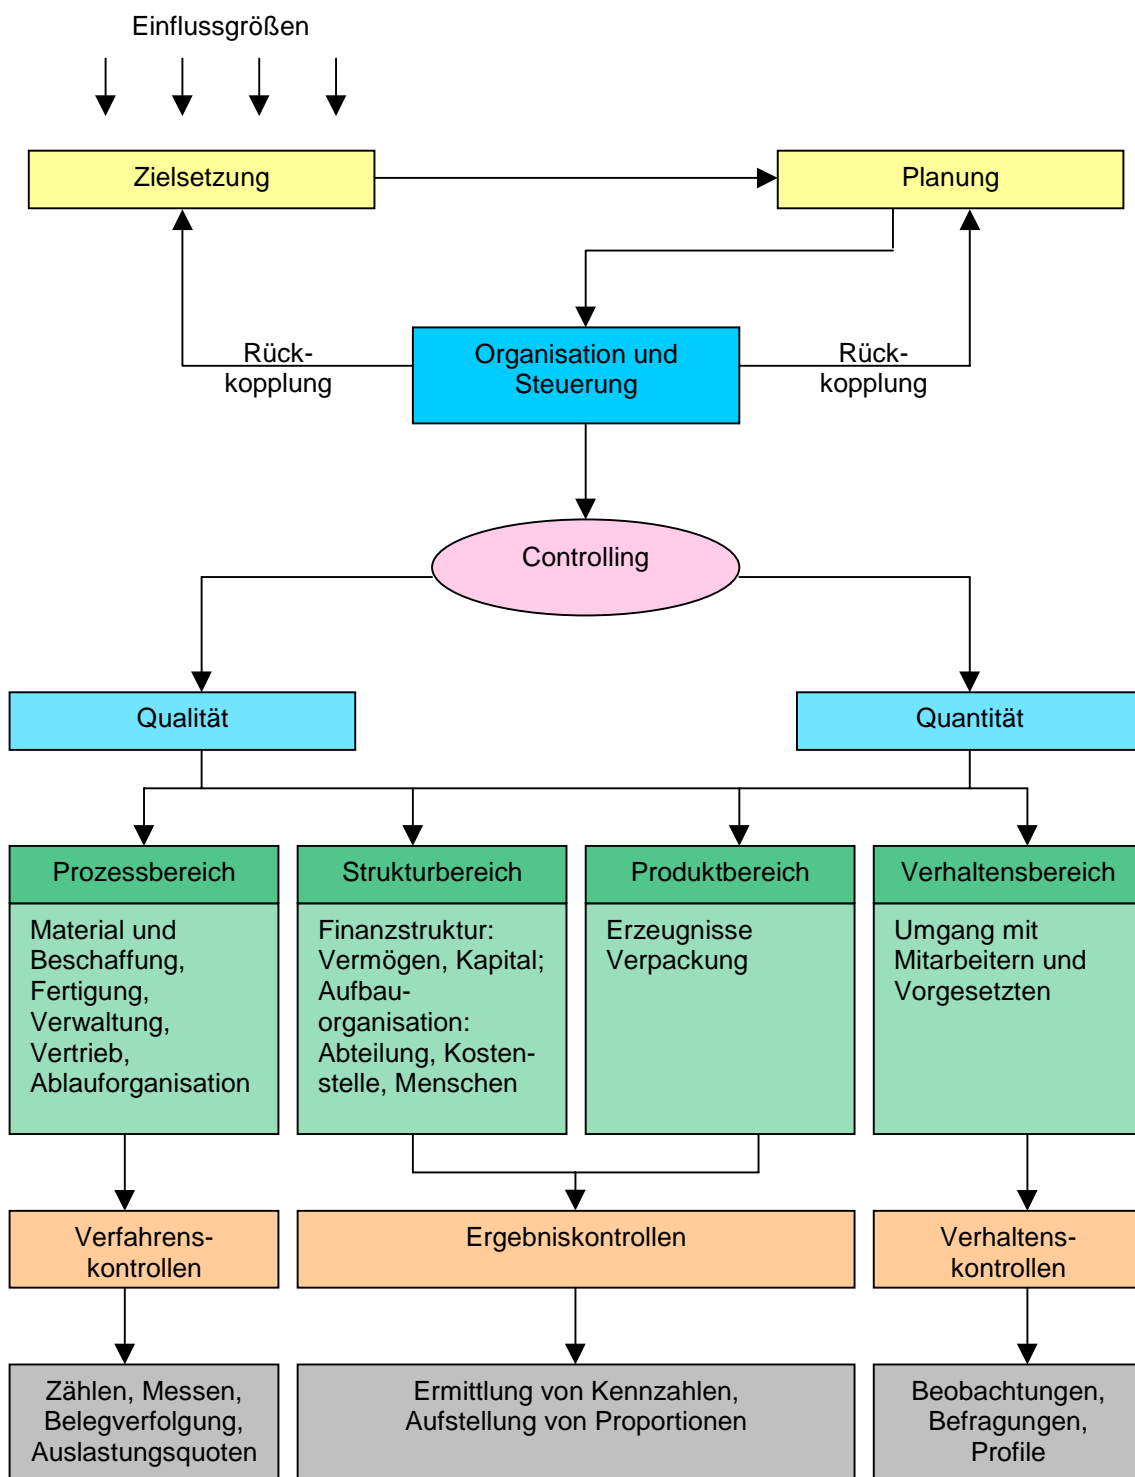 Einflussgrößen
Zielsetzung
Planung
Rück-
kopplung
Organisation und
Steuerung
Rück-
kopplung
Controlling
Qualität
Quantität
Prozessbereich
Material und
Beschaffung,
Fertigung,
Verwaltung,
Vertrieb,
Ablauforganisation
Strukturbereich
Finanzstruktur:
Vermögen, Kapital;
Aufbau-
organisation:
Abteilung, Kosten-
stelle, Menschen
Produktbereich
Erzeugnisse
Verpackung
Verhaltensbereich
Umgang mit
Mitarbeitern und
Vorgesetzten
Verfahrens-
kontrollen
Ergebniskontrollen
Verhaltens-
kontrollen
Zählen, Messen,
Belegverfolgung,
Auslastungsquoten
Ermittlung von Kennzahlen,
Aufstellung von Proportionen
Beobachtungen,
Befragungen,
Profile